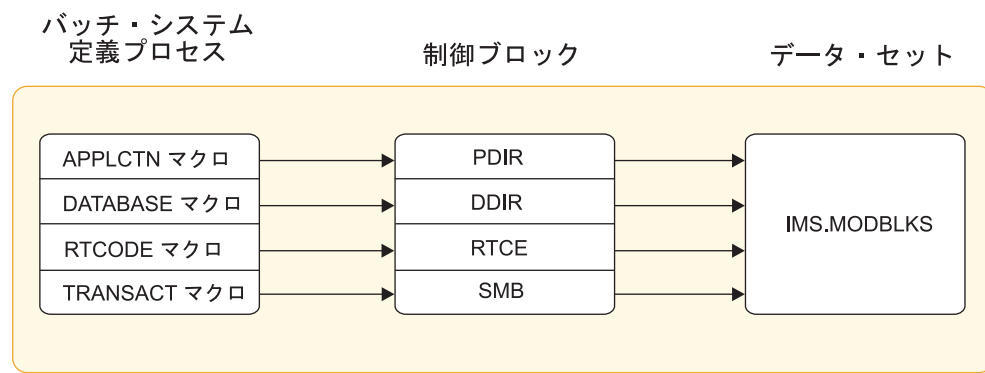 バッチ・システム
定義プロセス
制御ブロック
データ・セット
APPLCTN マクロ
PDIR
DATABASE マクロ
DDIR
RTCODE マクロ
RTCE
TRANSACT マクロ
SMB
IMS.MODBLKS